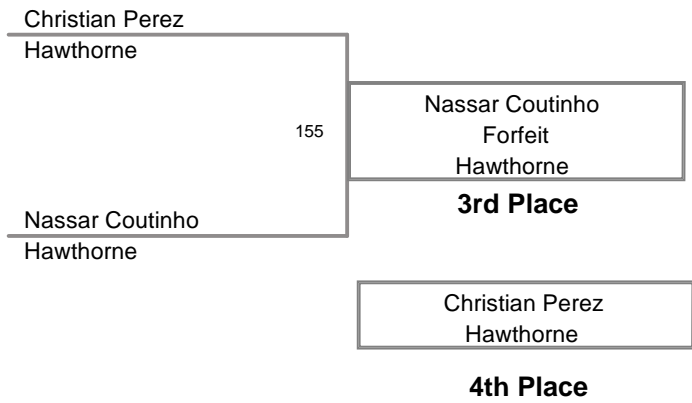 Christian Perez
Hawthorne
155
Nassar Coutinho
Forfeit
Hawthorne
3rd Place
Nassar Coutinho
Hawthorne
Christian Perez
Hawthorne
4th Place